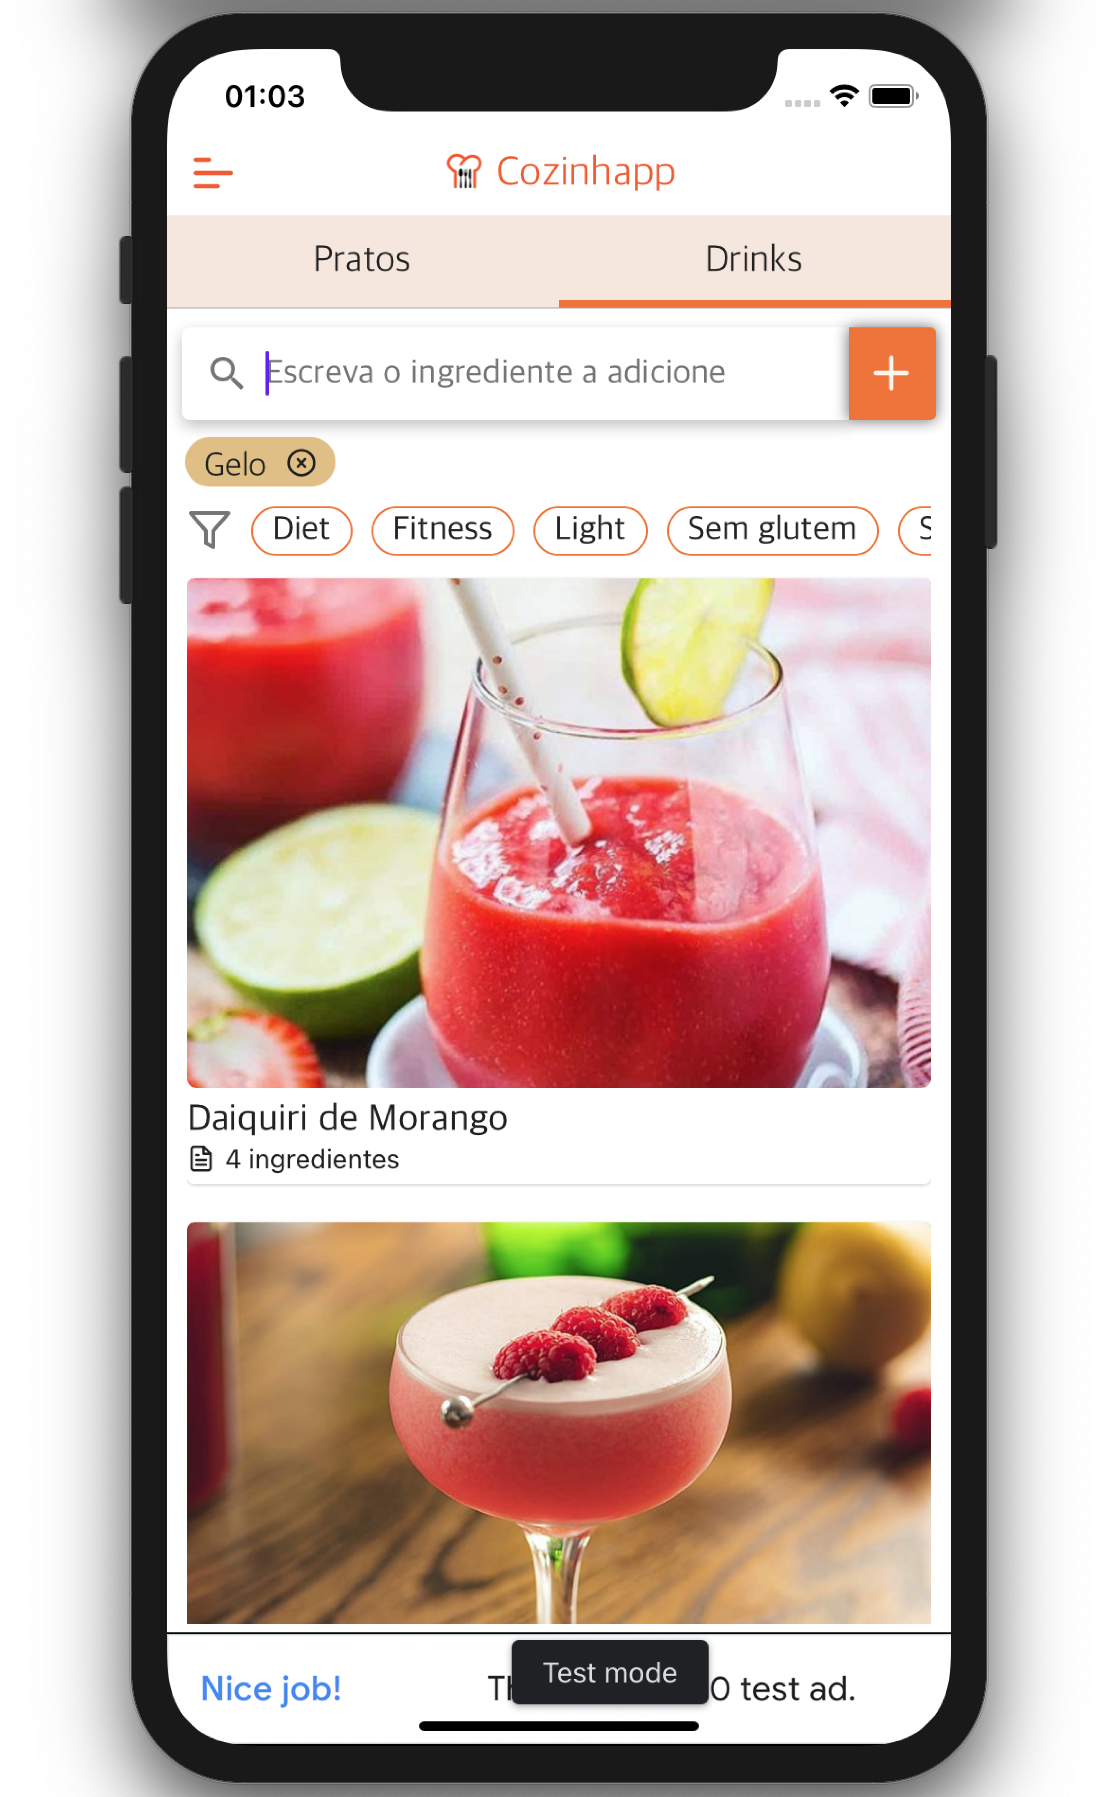 01:03
Cozinhapp
Pratos
Drinks
Escreva o ingrediente a adicione
Gelo
Diet
Fitness
Light
Sem glutem
S
Daiquiri de Morango
4 ingredientes
Nice job!
0 test ad.
Test mode